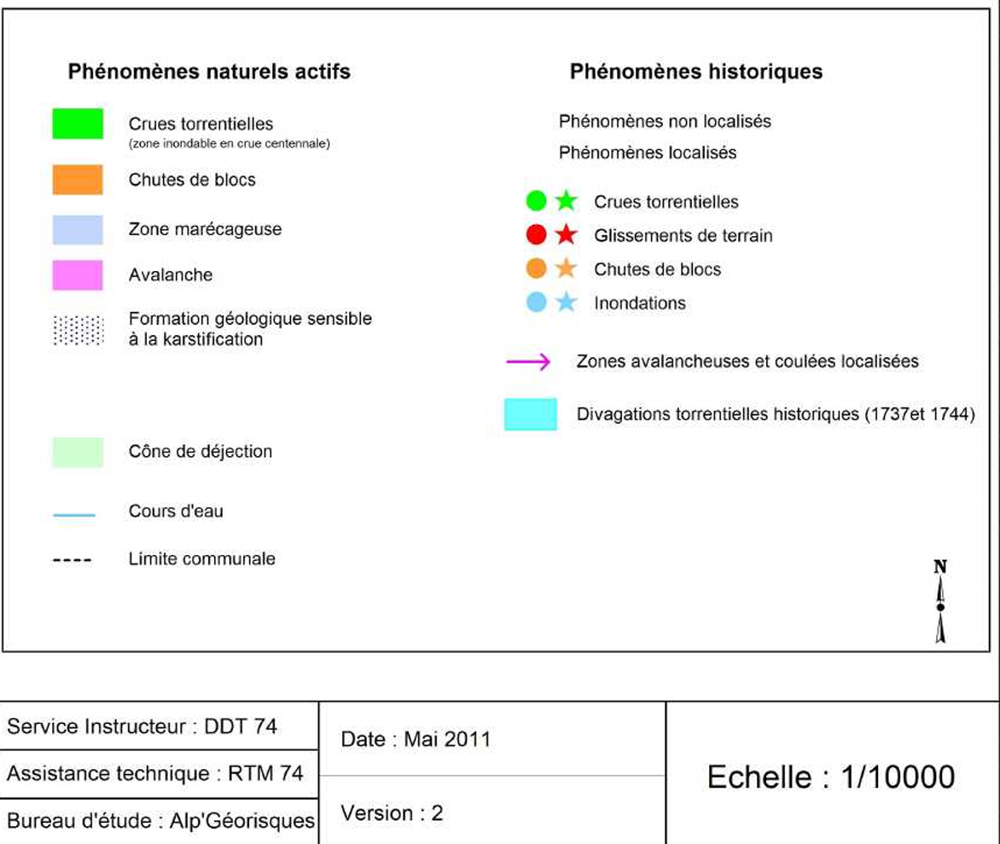 Phénomènes naturels actifs
Crues torrentielles
(zone inondable en crue centennale)
Chutes de blocs
Zone marécageuse
Avalanche
Formation géologique sensible
à la karstification
Cône de déjection
Cours d'eau
Limite communale
Phénomènes historiques
Phénomènes non localisés
Phénomènes localisés
Crues torrentielles
Glissements de terrain
Chutes de blocs
Inondations
Zones avalancheuses et coulées localisées
Divagations torrentielles historiques (1737et 1744)
N
Service Instructeur : DDT 74
Assistance technique : RTM 74
Bureau d'étude : Alp'Géorisques
Date : Mai 2011
Version : 2
Echelle : 1/10000